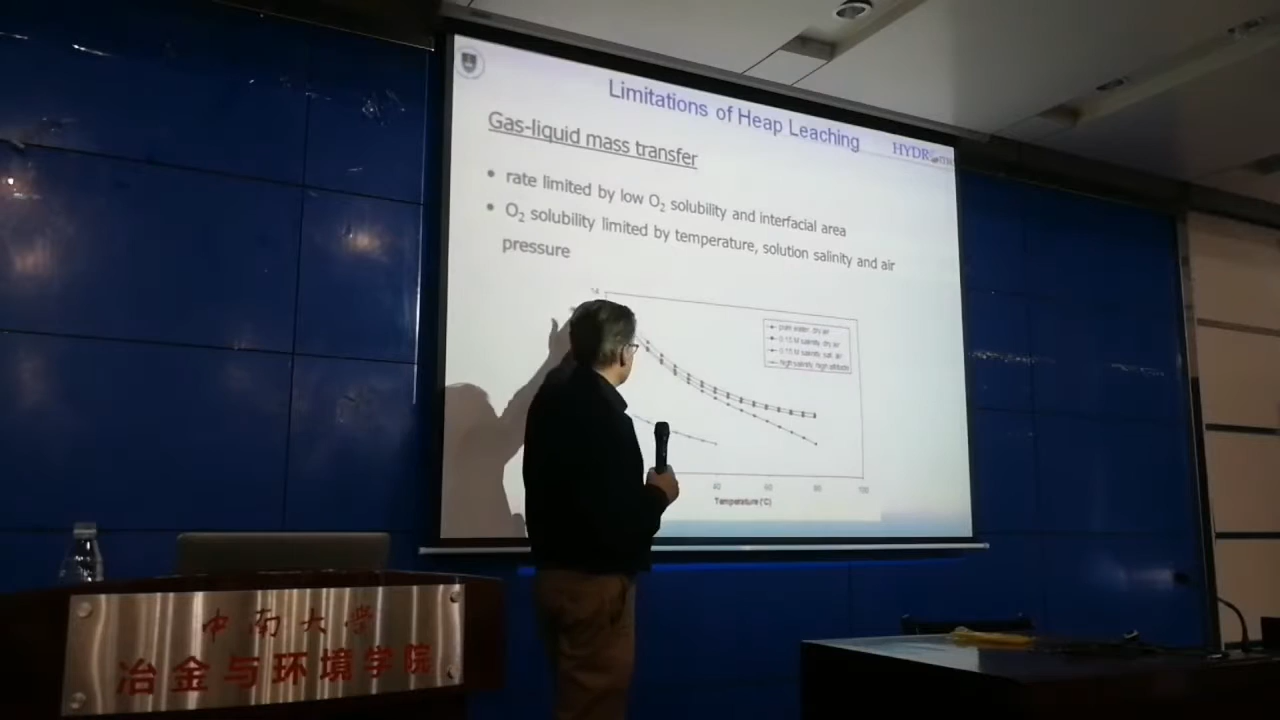 Limitations of Heap Leaching
HYDR
Gas-liquid mass transfer
• rate limited by low O₂ solubility and interfacial area
• O₂ solubility limited by temperature, solution salinity and air
pressure
14
pure water, dry air
0.15 M salinity, dry air
0.15 M salinity, sat. air
high salinity, high altitude
40 60 80 100
Temperature (°C)
中南大学
冶金与环境学院